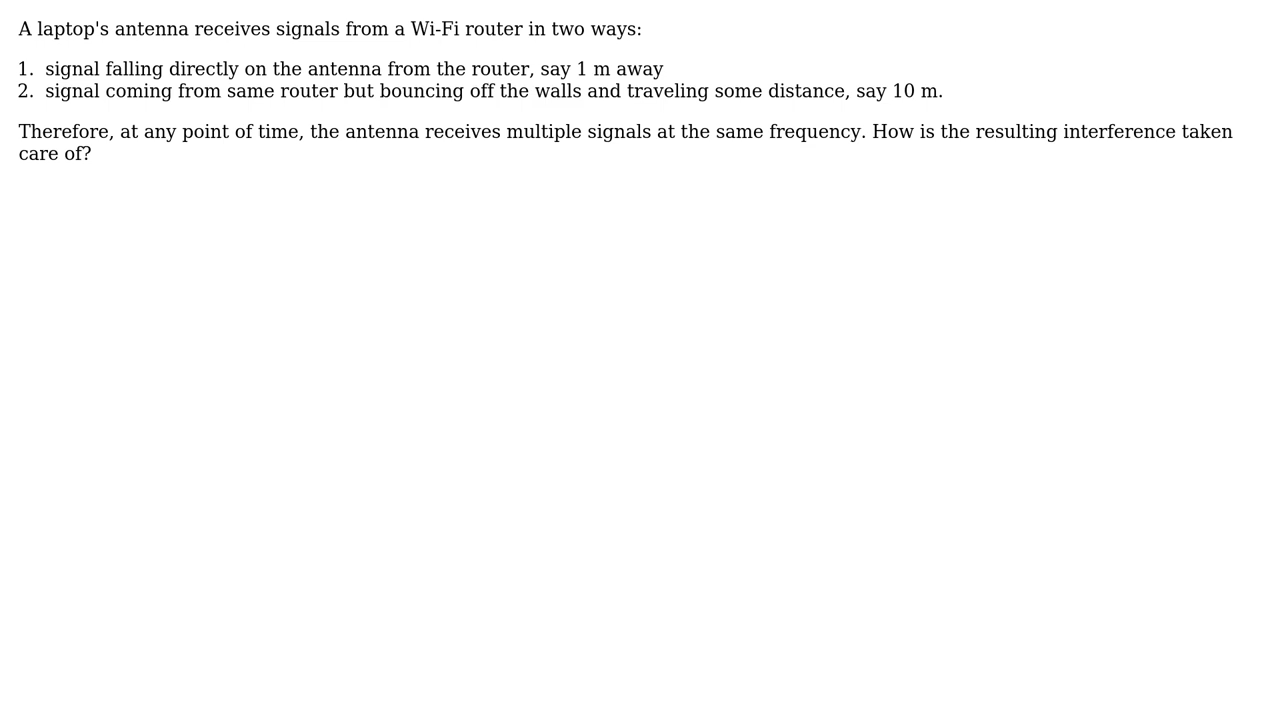 A laptop's antenna receives signals from a Wi-Fi router in two ways:
1. signal falling directly on the antenna from the router, say 1 m away
2. signal coming from same router but bouncing off the walls and traveling some distance, say 10 m.
Therefore, at any point of time, the antenna receives multiple signals at the same frequency. How is the resulting interference taken
care of?